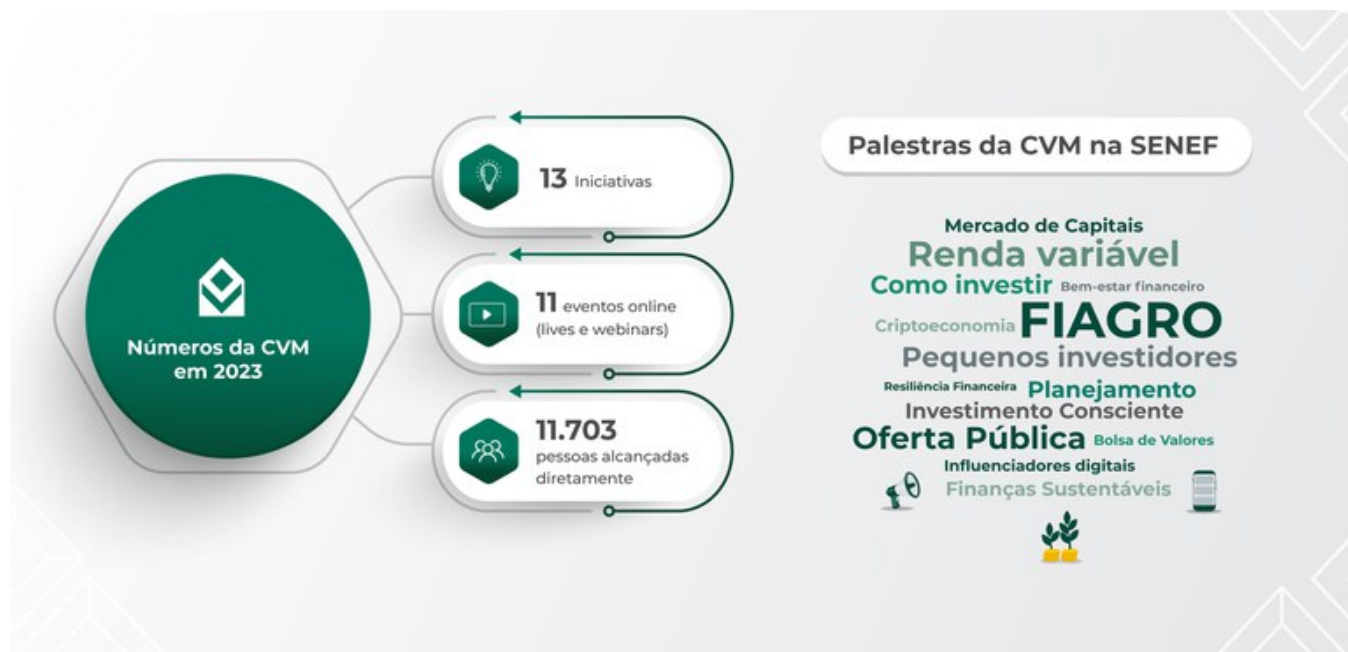 Números da CVM
em 2023
13 Iniciativas
11 eventos online
(lives e webinars)
11.703
pessoas alcançadas
diretamente
Palestras da CVM na SENEF
Mercado de Capitais
Renda variável
Como investir Bem-estar financeiro
Criptoeconomia FIAGRO
Pequenos investidores
Resiliência Financeira Planejamento
Investimento Consciente
Oferta Pública Bolsa de Valores
Influenciadores digitais
Finanças Sustentáveis